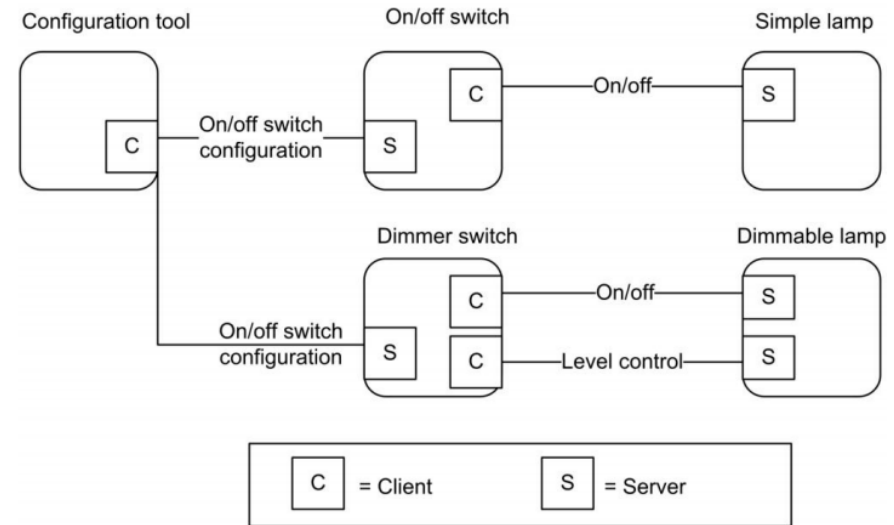 Configuration tool
On/off switch
Simple lamp
C
On/off
S
On/off switch
configuration
C
S
Dimmer switch
Dimmable lamp
C
On/off
S
On/off switch
configuration
S
C
Level control
S
C = Client
S = Server